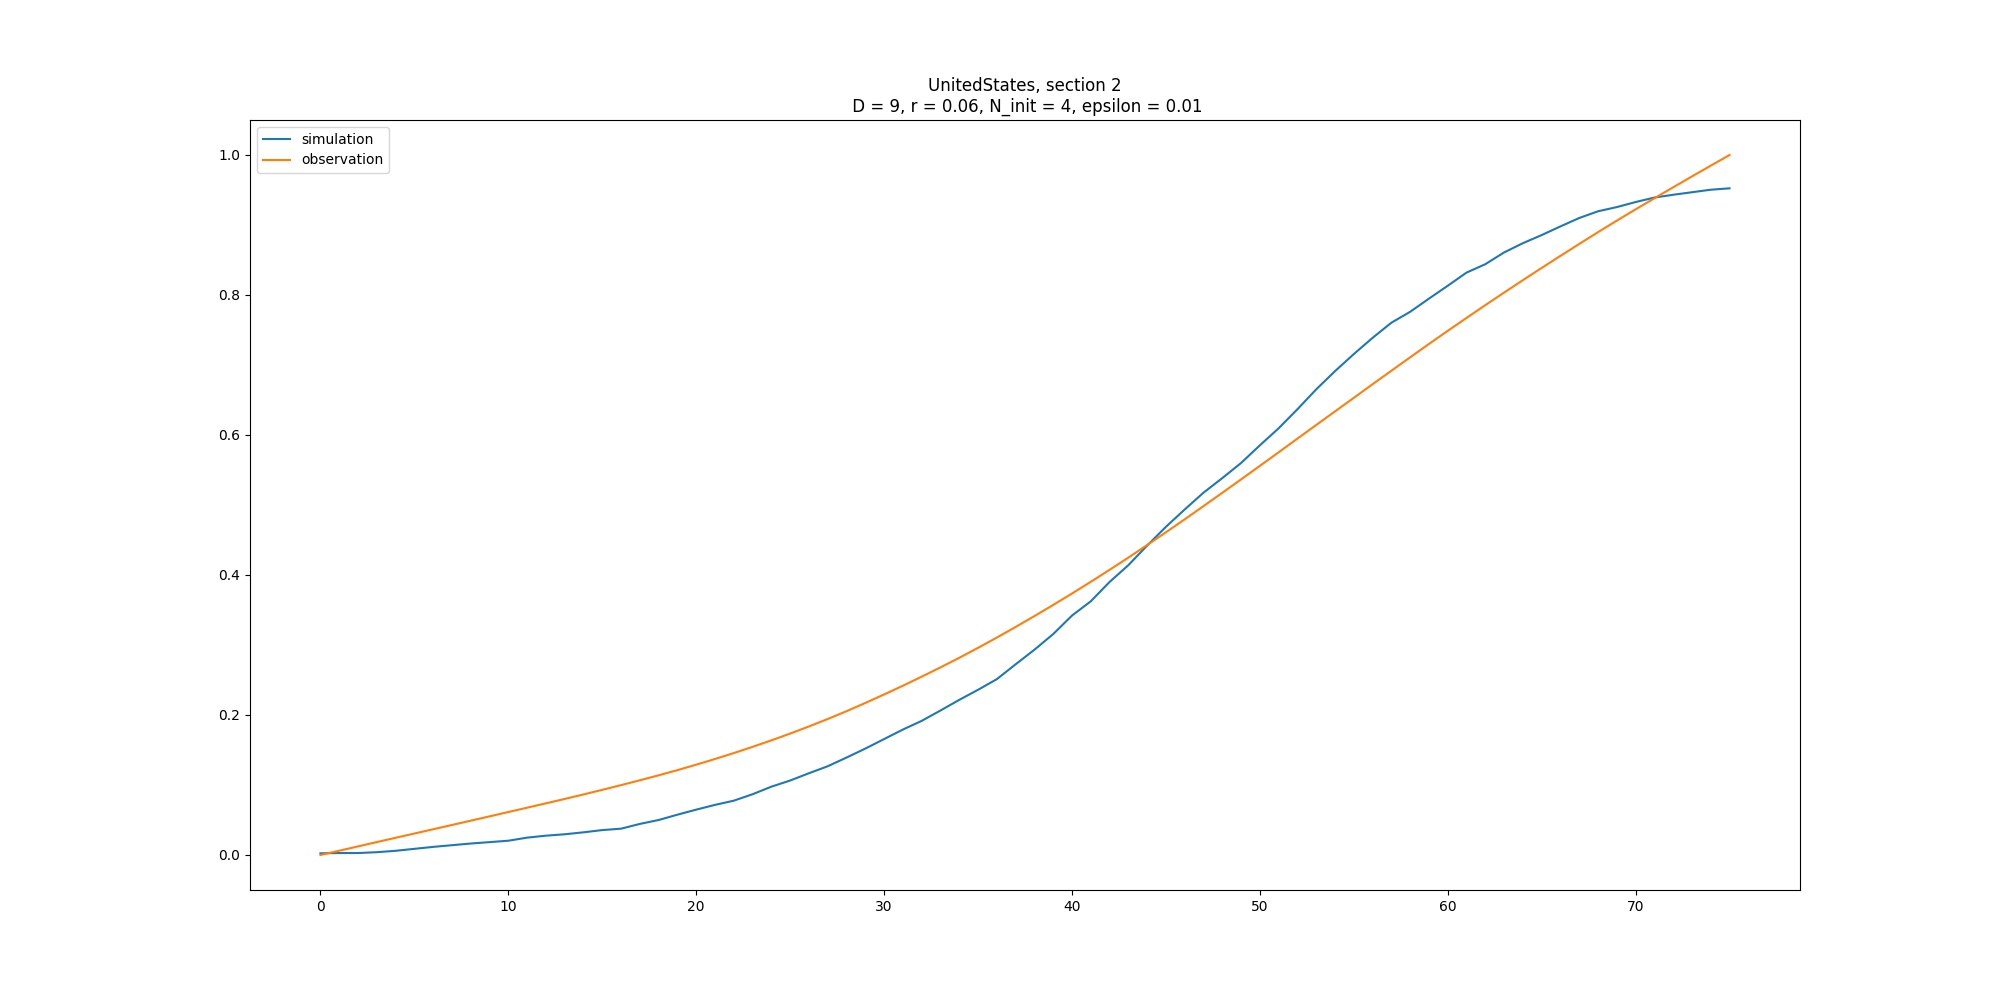 UnitedStates, section 2
D = 9, r = 0.06, N_init = 4, epsilon = 0.01
simulation
observation
1.0
0.8
0.6
0.4
0.2
0.0
0 10 20 30 40 50 60 70